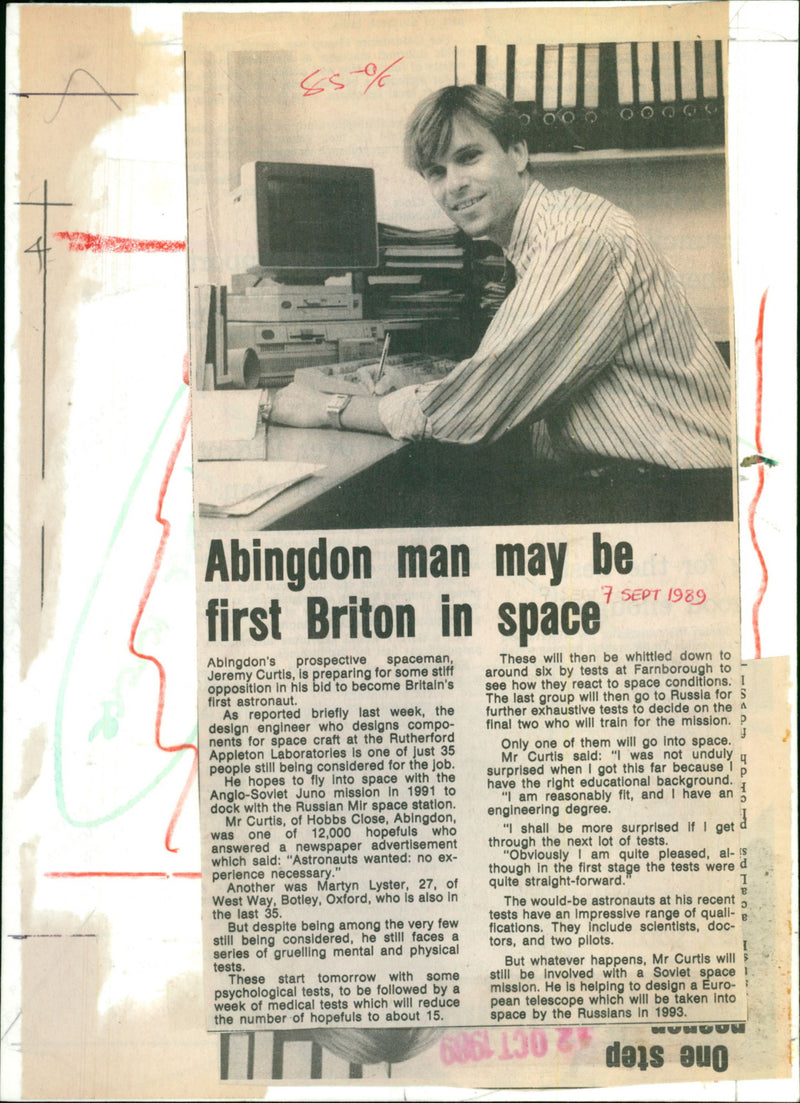 Abingdon man may be
first Briton in space
7 SEPT 1989
Abingdon's prospective spaceman,
Jeremy Curtis, is preparing for some stiff
opposition in his bid to become Britain's
first astronaut.
As reported briefly last week, the
design engineer who designs compo-
nents for space craft at the Rutherford
Appleton Laboratories is one of just 35
people still being considered for the job.
He hopes to fly into space with the
Anglo-Soviet Juno mission in 1991 to
dock with the Russian Mir space station.
Mr Curtis, of Hobbs Close, Abingdon,
was one of 12,000 hopefuls who
answered a newspaper advertisement
which said: "Astronauts wanted: no ex-
perience necessary."
Another was Martyn Lyster, 27, of
West Way, Botley, Oxford, who is also in
the last 35.
But despite being among the very few
still being considered, he still faces a
series of gruelling mental and physical
tests.
These start tomorrow with some
psychological tests, to be followed by a
week of medical tests which will reduce
the number of hopefuls to about 15.
These will then be whittled down to
around six by tests at Farnborough to
see how they react to space conditions.
The last group will then go to Russia for
further exhaustive tests to decide on the
final two who will train for the mission.
Only one of them will go into space.
Mr Curtis said: "I was not unduly
surprised when I got this far because I
have the right educational background.
"I am reasonably fit, and I have an
engineering degree.
"I shall be more surprised if I get
through the next lot of tests.
"Obviously I am quite pleased, al-
though in the first stage the tests were
quite straight-forward."
The would-be astronauts at his recent
tests have an impressive range of quali-
fications. They include scientists, doc-
tors, and two pilots.
But whatever happens, Mr Curtis will
still be involved with a Soviet space
mission. He is helping to design a Euro-
pean telescope which will be taken into
space by the Russians in 1993.
12 OCT 1989
One step